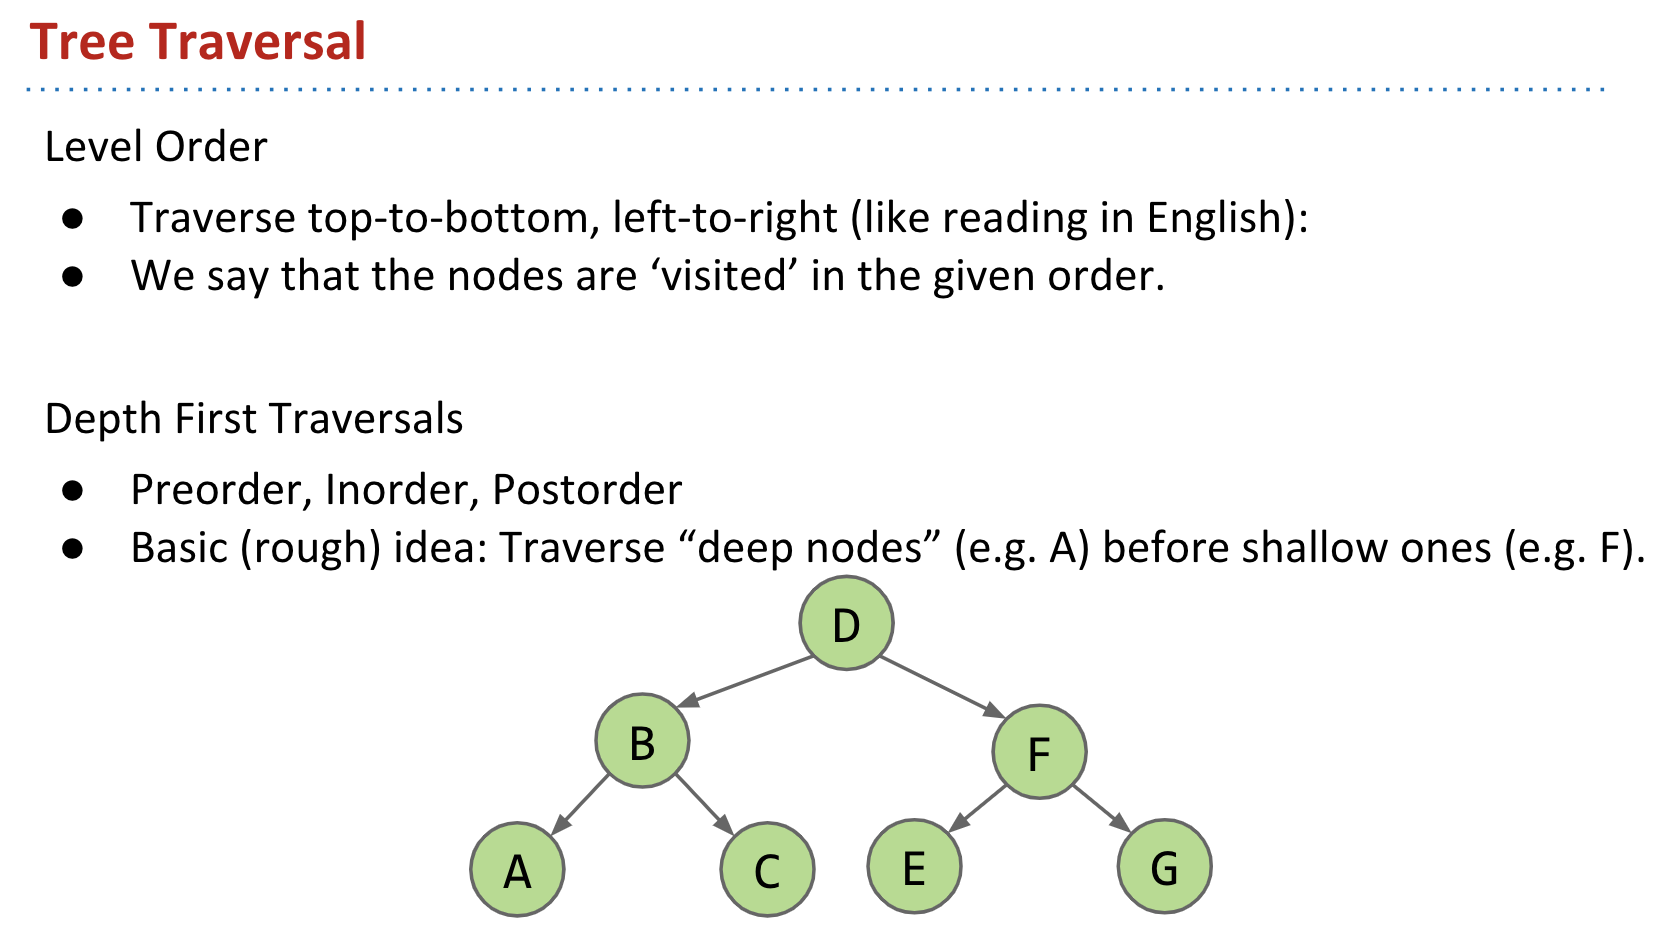 Tree Traversal
Level Order
● Traverse top-to-bottom, left-to-right (like reading in English):
● We say that the nodes are ‘visited’ in the given order.
Depth First Traversals
● Preorder, Inorder, Postorder
● Basic (rough) idea: Traverse “deep nodes” (e.g. A) before shallow ones (e.g. F).
D
B F
A C E G